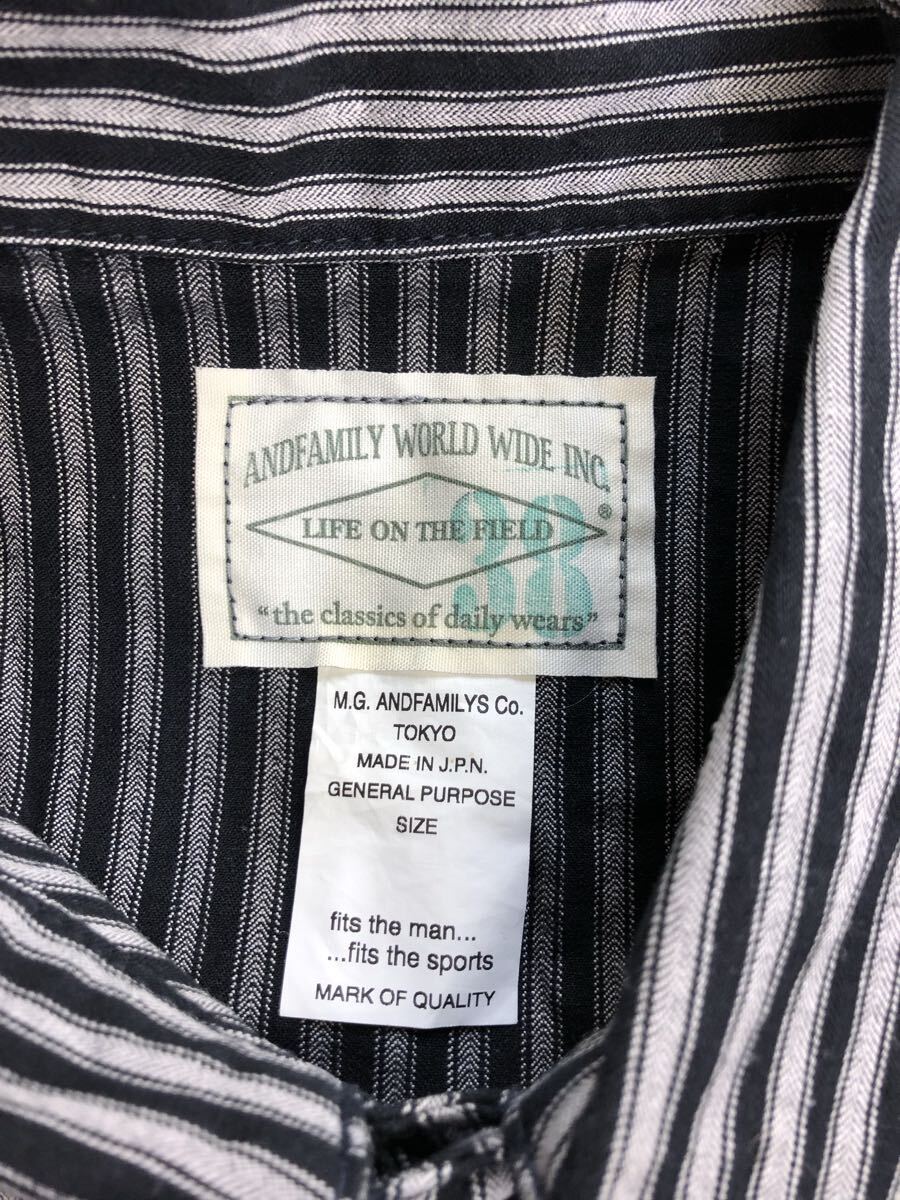 ANDFAMILY WORLD WIDE INC.
LIFE ON THE FIELD ®
38
"the classics of daily wears"
M.G. ANDFAMILYS Co.
TOKYO
MADE IN J.P.N.
GENERAL PURPOSE
SIZE
fits the man...
...fits the sports
MARK OF QUALITY